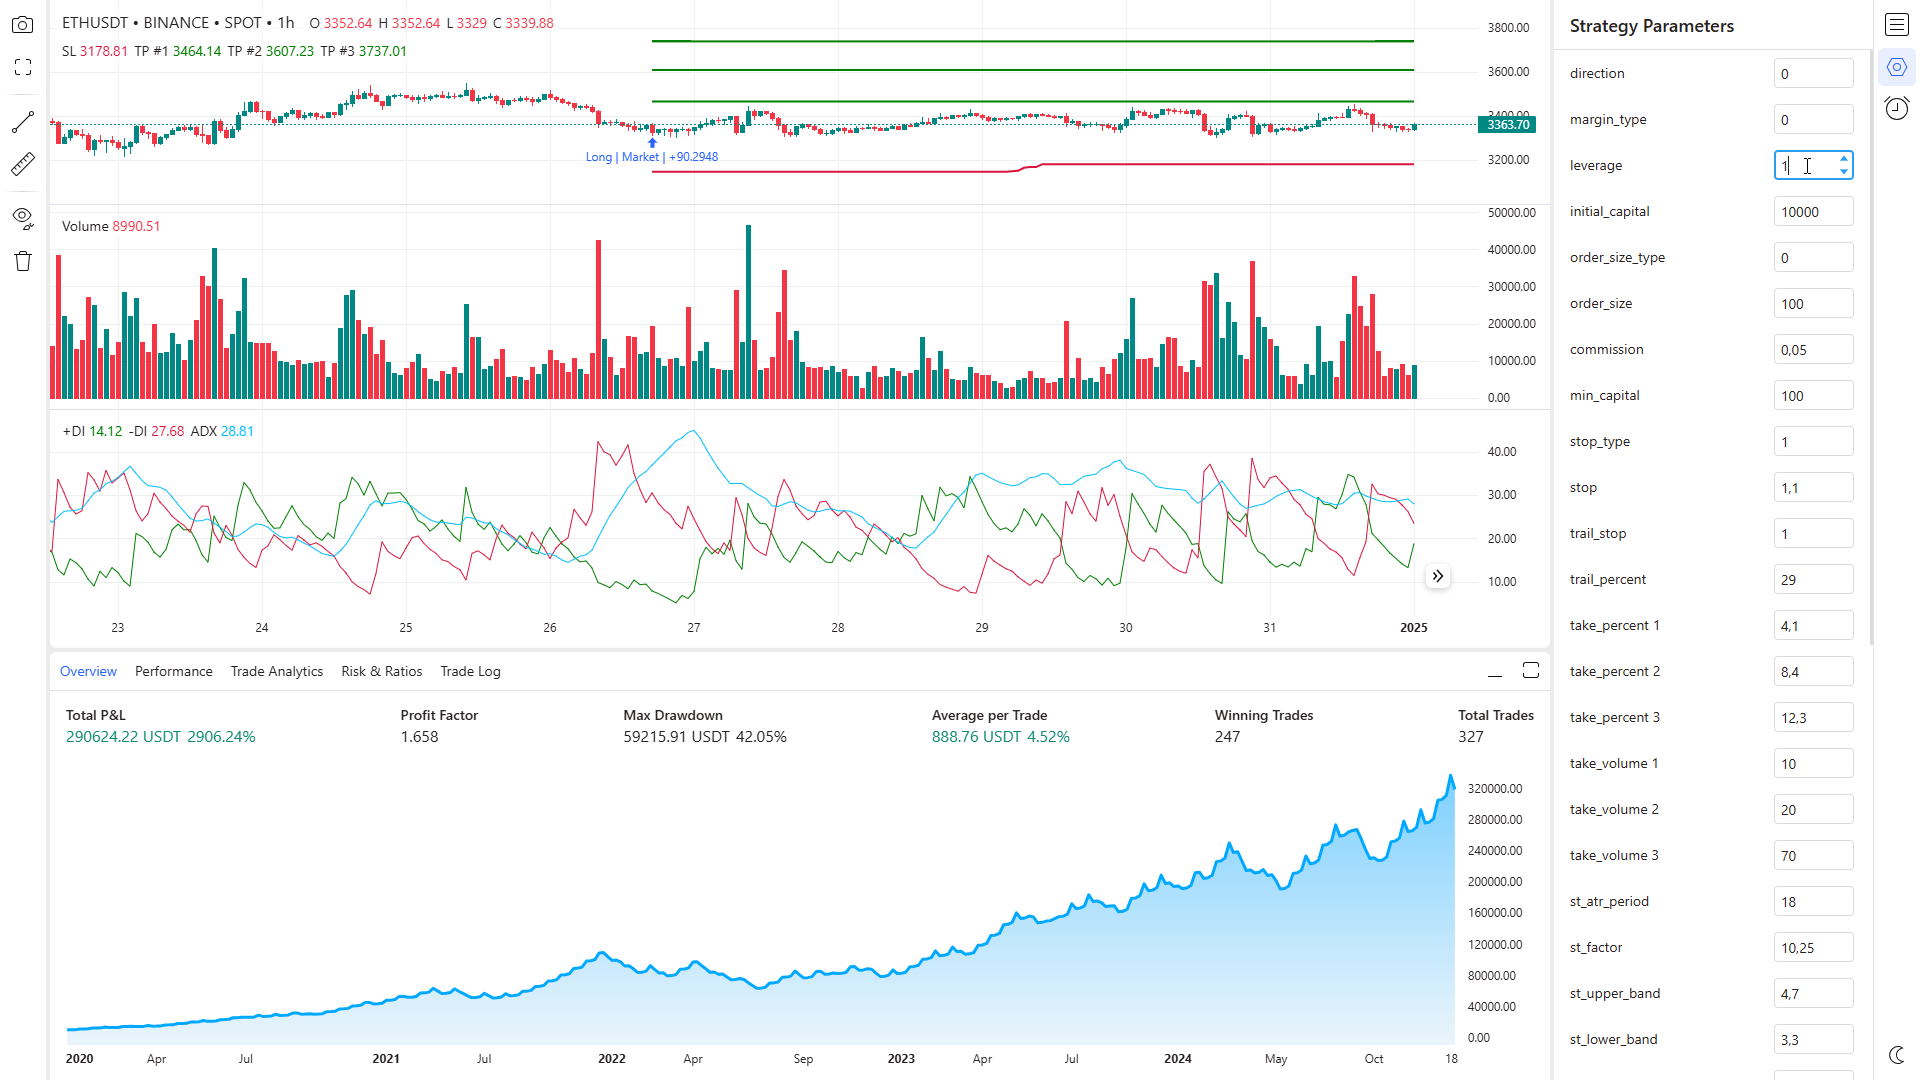 ETHUSDT • BINANCE • SPOT • 1h O 3352.64 H 3352.64 L 3329 C 3339.88
SL 3178.81 TP #1 3464.14 TP #2 3607.23 TP #3 3737.01
3800.00
3600.00
3400.00
3363.70
3200.00
Long | Market | +90.2948
Volume 8990.51
50000.00
40000.00
30000.00
20000.00
10000.00
0.00
+DI 14.12 -DI 27.68 ADX 28.81
40.00
30.00
20.00
10.00
23 24 25 26 27 28 29 30 31 2025
Overview Performance Trade Analytics Risk & Ratios Trade Log
Total P&L Profit Factor Max Drawdown Average per Trade Winning Trades Total Trades
290624.22 USDT 2906.24% 1.658 59215.91 USDT 42.05% 888.76 USDT 4.52% 247 327
320000.00
280000.00
240000.00
200000.00
160000.00
120000.00
80000.00
40000.00
0.00
2020 Apr Jul 2021 Jul 2022 Apr Sep 2023 Apr Jul 2024 May Oct 18
Strategy Parameters
direction 0
margin_type 0
leverage 1
initial_capital 10000
order_size_type 0
order_size 100
commission 0,05
min_capital 100
stop_type 1
stop 1,1
trail_stop 1
trail_percent 29
take_percent 1 4,1
take_percent 2 8,4
take_percent 3 12,3
take_volume 1 10
take_volume 2 20
take_volume 3 70
st_atr_period 18
st_factor 10,25
st_upper_band 4,7
st_lower_band 3,3